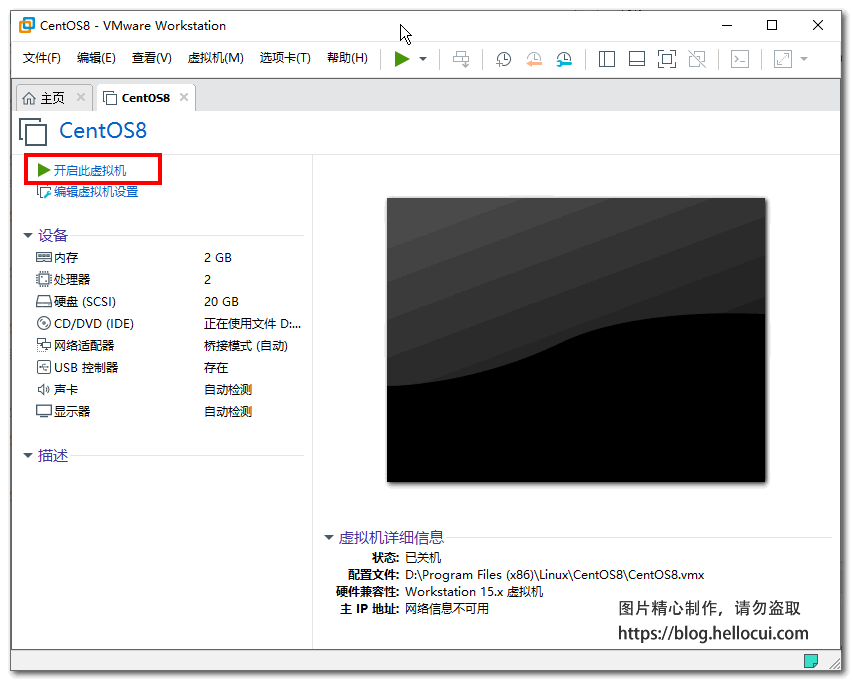 CentOS8 - VMware Workstation
文件(F) 编辑(E) 查看(V) 虚拟机(M) 选项卡(T) 帮助(H)
主页 CentOS8
CentOS8
开启此虚拟机
编辑虚拟机设置
设备
内存 2 GB
处理器 2
硬盘 (SCSI) 20 GB
CD/DVD (IDE) 正在使用文件 D:...
网络适配器 桥接模式 (自动)
USB 控制器 存在
声卡 自动检测
显示器 自动检测
描述
虚拟机详细信息
状态: 已关机
配置文件: D:\Program Files (x86)\Linux\CentOS8\CentOS8.vmx
硬件兼容性: Workstation 15.x 虚拟机
主 IP 地址: 网络信息不可用
图片精心制作，请勿盗取
https://blog.hellocui.com